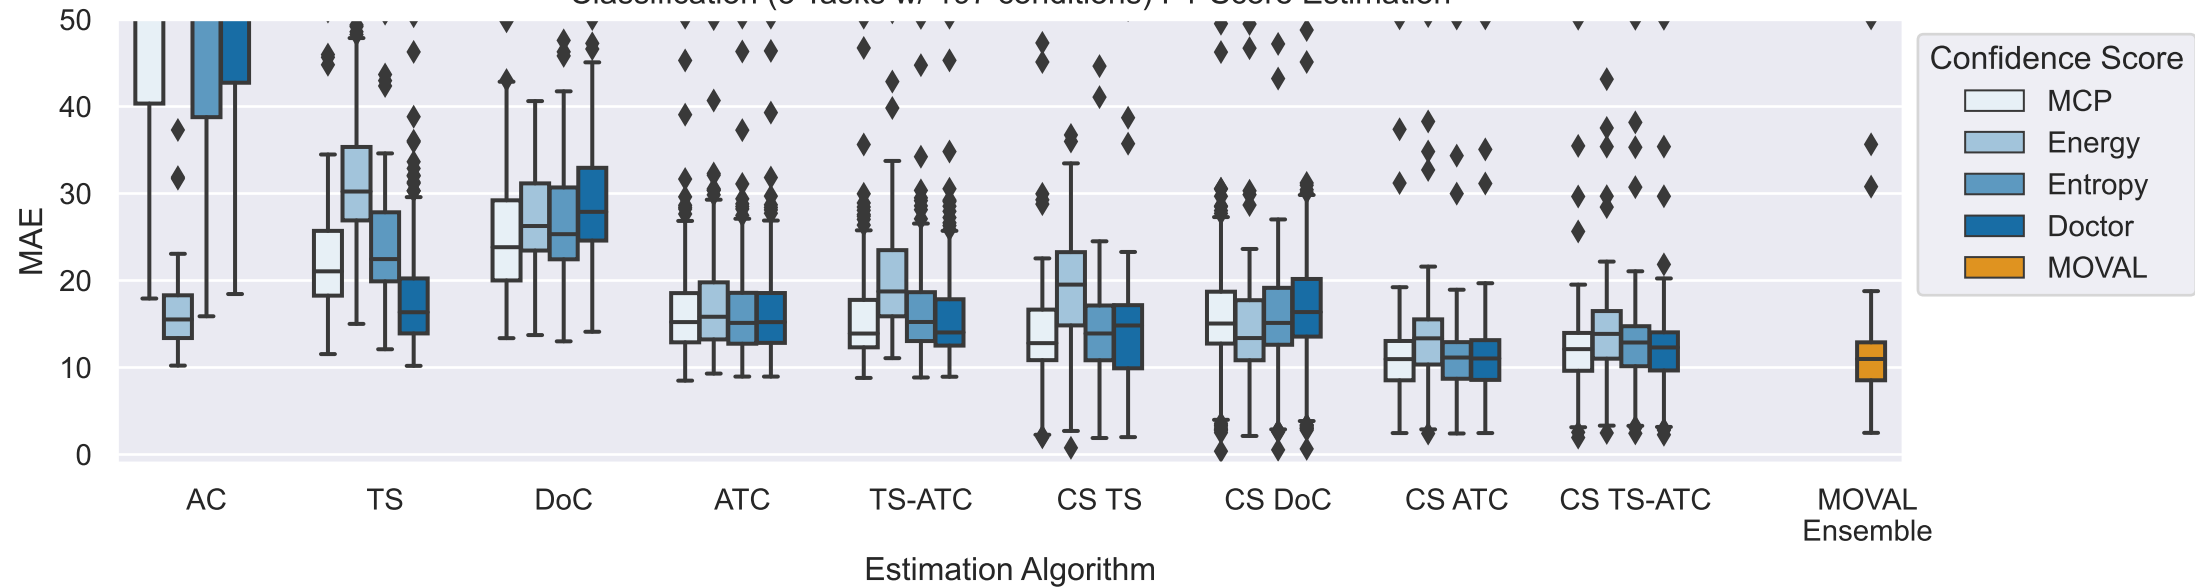 Classification
50
40
30
20
10
0
MAE
AC
TS
DoC
ATC
TS-ATC
CS TS
CS DoC
CS ATC
CS TS-ATC
MOVAL
Ensemble
Estimation Algorithm
Confidence Score
MCP
Energy
Entropy
Doctor
MOVAL